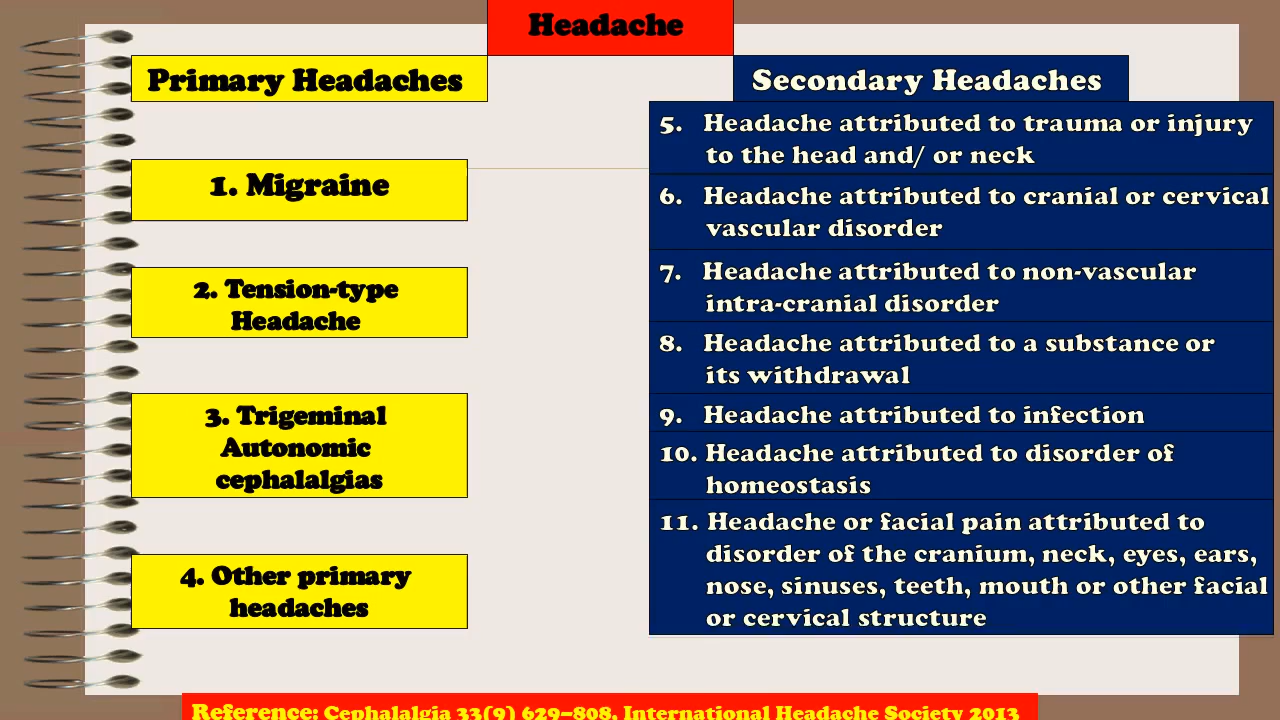 Headache
Primary Headaches
1. Migraine
2. Tension-type
Headache
3. Trigeminal
Autonomic
cephalalgias
4. Other primary
headaches
Secondary Headaches
5. Headache attributed to trauma or injury
to the head and/ or neck
6. Headache attributed to cranial or cervical
vascular disorder
7. Headache attributed to non-vascular
intra-cranial disorder
8. Headache attributed to a substance or
its withdrawal
9. Headache attributed to infection
10. Headache attributed to disorder of
homeostasis
11. Headache or facial pain attributed to
disorder of the cranium, neck, eyes, ears,
nose, sinuses, teeth, mouth or other facial
or cervical structure
Reference: Cephalalgia 33(9) 629–808, International Headache Society 2013